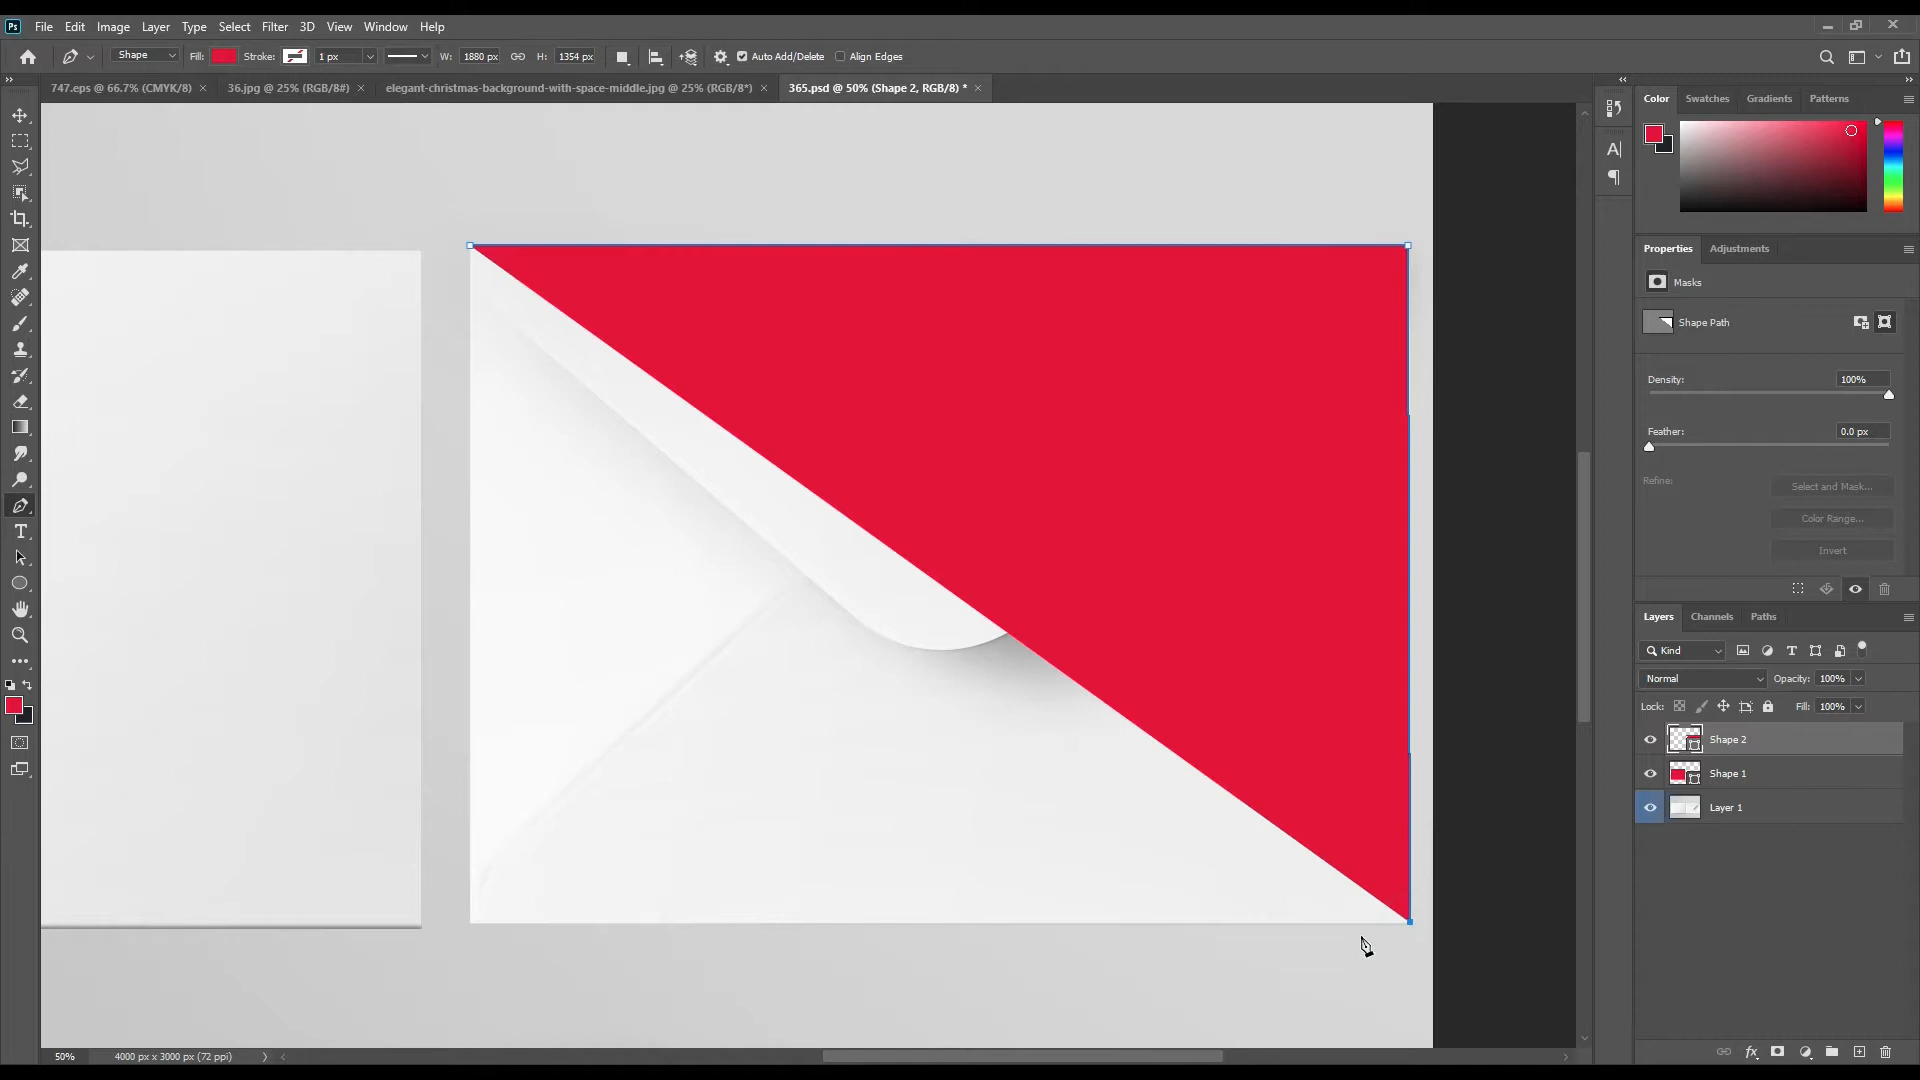 Ps File Edit Image Layer Type Select Filter 3D View Window Help
Shape Fill: Stroke: 1 px W: 1880 px H: 1354 px Auto Add/Delete Align Edges
747.eps @ 66.7% (CMYK/8) × 36.jpg @ 25% (RGB/8#) × elegant-christmas-background-with-space-middle.jpg @ 25% (RGB/8*) × 365.psd @ 50% (Shape 2, RGB/8) * ×
Color Swatches Gradients Patterns
Properties Adjustments
Masks
Shape Path
Density: 100%
Feather: 0.0 px
Refine: Select and Mask...
Color Range...
Invert
Layers Channels Paths
Kind
Normal Opacity: 100%
Lock: Fill: 100%
Shape 2
Shape 1
Layer 1
fx
50% 4000 px x 3000 px (72 ppi)